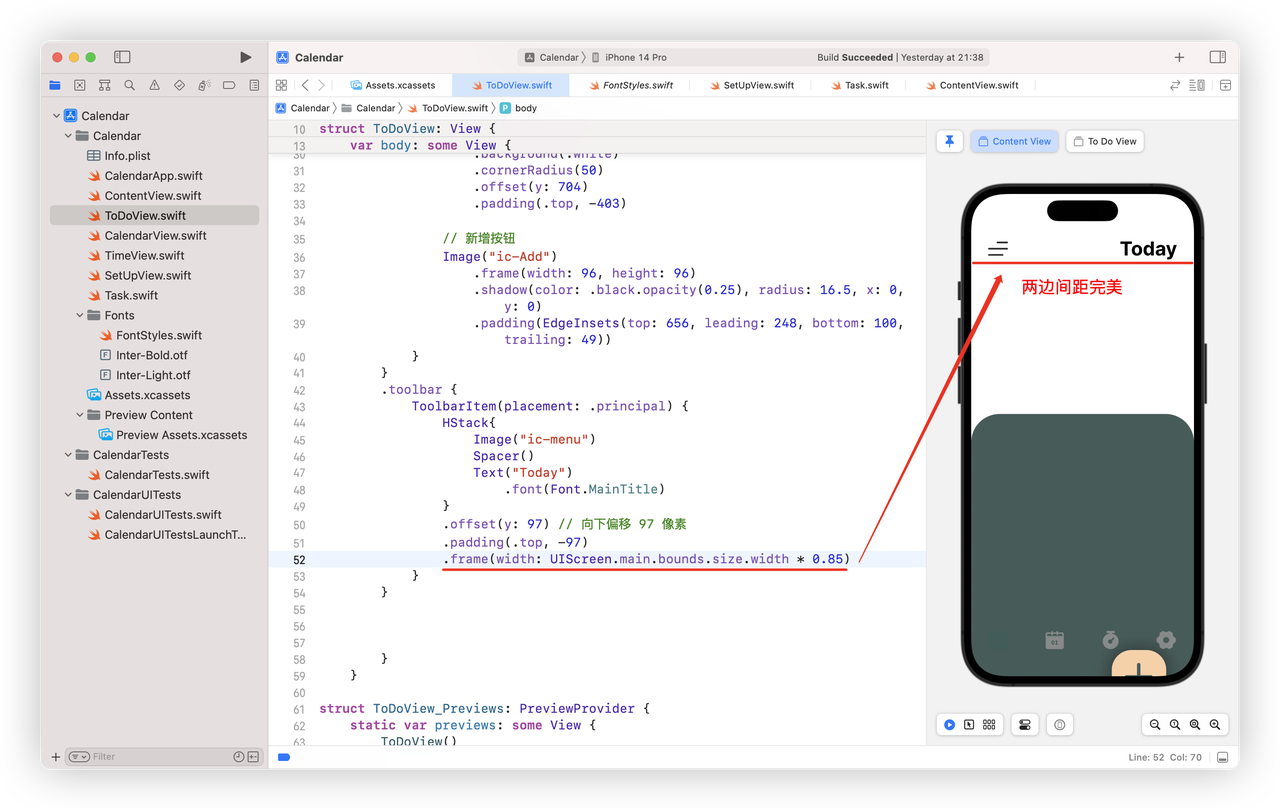 Calendar
Calendar 〉 iPhone 14 Pro
Build Succeeded | Yesterday at 21:38
Assets.xcassets
ToDoView.swift
FontStyles.swift
SetUpView.swift
Task.swift
ContentView.swift
Calendar 〉 Calendar 〉 ToDoView.swift 〉 P body
Calendar
Calendar
Info.plist
CalendarApp.swift
ContentView.swift
ToDoView.swift
CalendarView.swift
TimeView.swift
SetUpView.swift
Task.swift
Fonts
FontStyles.swift
F Inter-Bold.otf
F Inter-Light.otf
Assets.xcassets
Preview Content
Preview Assets.xcassets
CalendarTests
CalendarTests.swift
CalendarUITests
CalendarUITests.swift
CalendarUITestsLaunchT...
Filter
10 struct ToDoView: View {
13 var body: some View {
30 .background(.white)
31 .cornerRadius(50)
32 .offset(y: 704)
33 .padding(.top, -403)
34
35 // 新增按钮
36 Image("ic-Add")
37 .frame(width: 96, height: 96)
38 .shadow(color: .black.opacity(0.25), radius: 16.5, x: 0,
y: 0)
39 .padding(EdgeInsets(top: 656, leading: 248, bottom: 100,
trailing: 49))
40 }
41 }
42 .toolbar {
43 ToolbarItem(placement: .principal) {
44 HStack{
45 Image("ic-menu")
46 Spacer()
47 Text("Today")
48 .font(Font.MainTitle)
49 }
50 .offset(y: 97) // 向下偏移 97 像素
51 .padding(.top, -97)
52 .frame(width: UIScreen.main.bounds.size.width * 0.85)
53 }
54 }
55
56
57
58 }
59 }
60
61 struct ToDoView_Previews: PreviewProvider {
62 static var previews: some View {
63 ToDoView()
Content View
To Do View
Today
两边间距完美
01
Line: 52 Col: 70